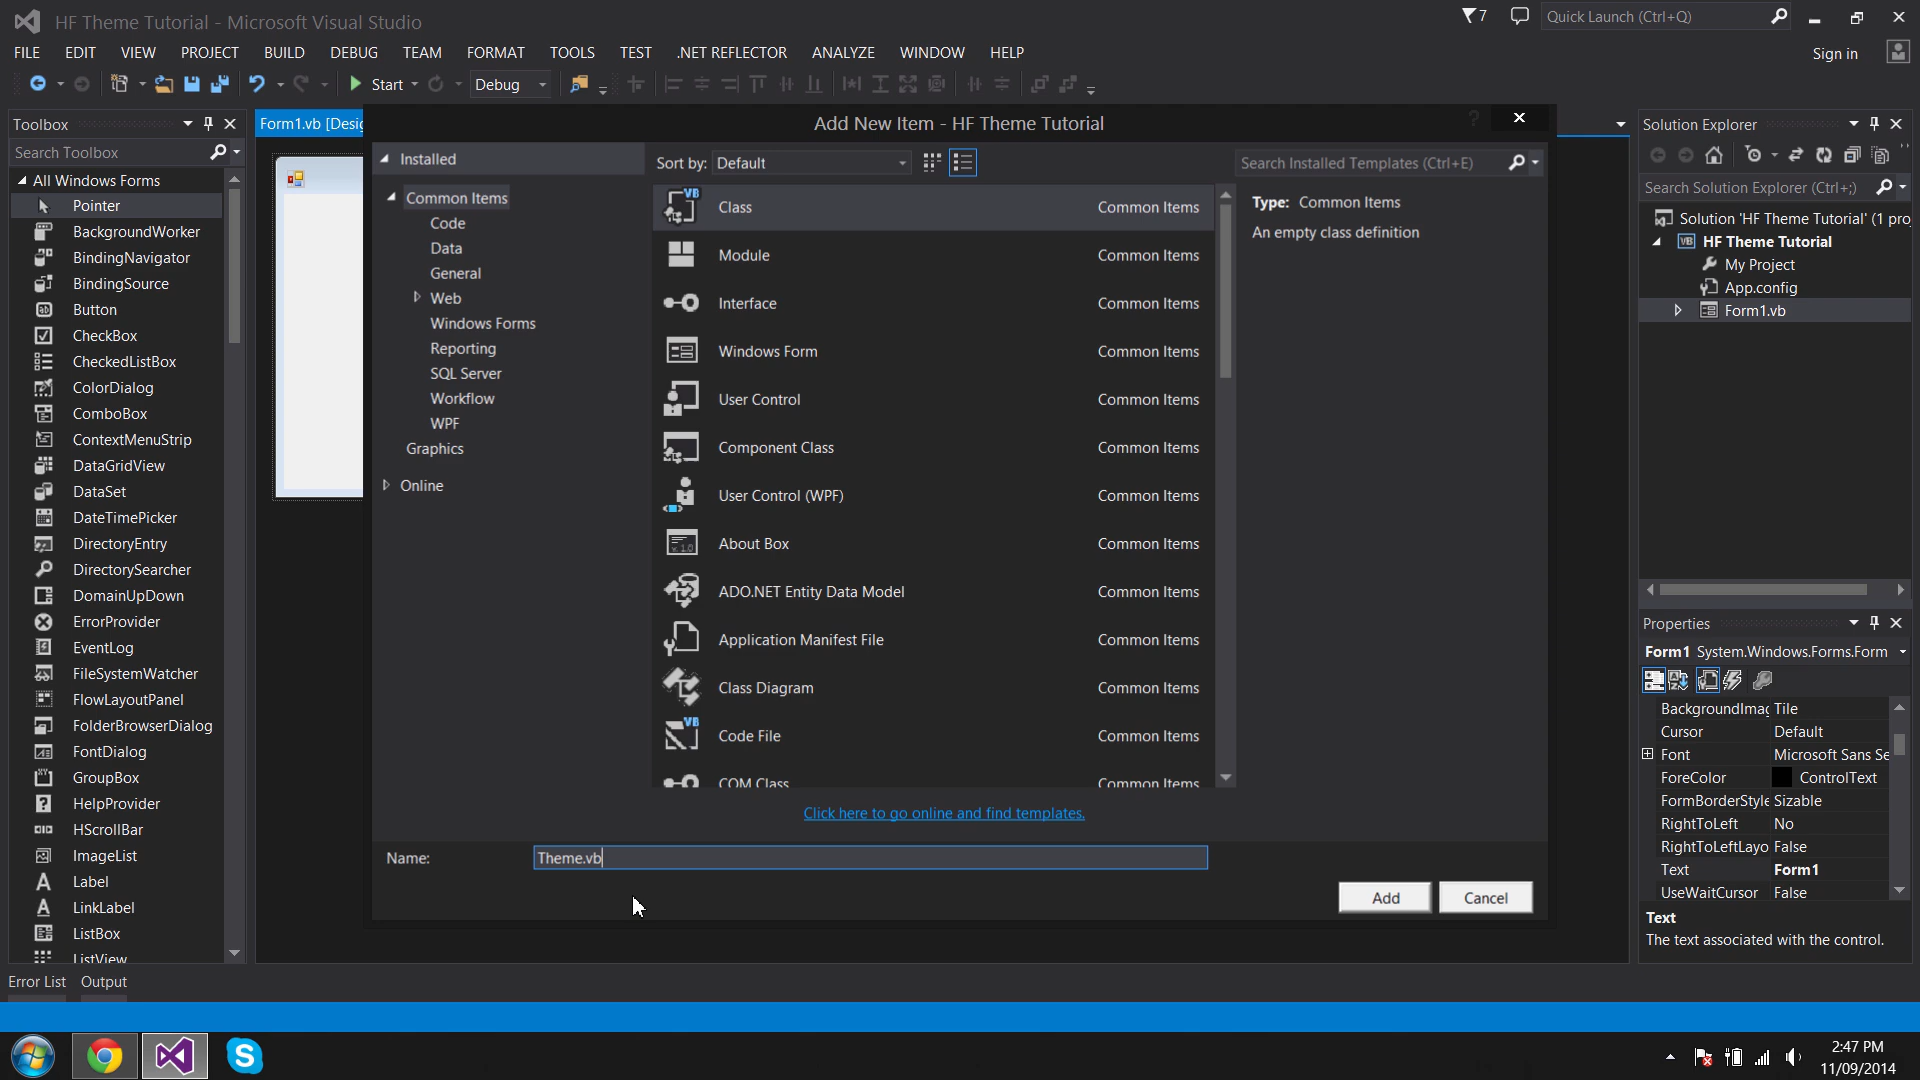 HF Theme Tutorial - Microsoft Visual Studio
7
Quick Launch (Ctrl+Q)
FILE EDIT VIEW PROJECT BUILD DEBUG TEAM FORMAT TOOLS TEST .NET REFLECTOR ANALYZE WINDOW HELP
Sign in
Start
Debug
Toolbox
Search Toolbox
All Windows Forms
Pointer
BackgroundWorker
BindingNavigator
BindingSource
Button
CheckBox
CheckedListBox
ColorDialog
ComboBox
ContextMenuStrip
DataGridView
DataSet
DateTimePicker
DirectoryEntry
DirectorySearcher
DomainUpDown
ErrorProvider
EventLog
FileSystemWatcher
FlowLayoutPanel
FolderBrowserDialog
FontDialog
GroupBox
HelpProvider
HScrollBar
ImageList
Label
LinkLabel
ListBox
ListView
Error List Output
Form1.vb [Desig
Add New Item - HF Theme Tutorial
Installed
Common Items
Code
Data
General
Web
Windows Forms
Reporting
SQL Server
Workflow
WPF
Graphics
Online
Sort by: Default
Search Installed Templates (Ctrl+E)
Class Common Items
Module Common Items
Interface Common Items
Windows Form Common Items
User Control Common Items
Component Class Common Items
User Control (WPF) Common Items
About Box Common Items
ADO.NET Entity Data Model Common Items
Application Manifest File Common Items
Class Diagram Common Items
Code File Common Items
COM Class Common Items
Type: Common Items
An empty class definition
Click here to go online and find templates.
Name: Theme.vb
Add Cancel
Solution Explorer
Search Solution Explorer (Ctrl+;)
Solution 'HF Theme Tutorial' (1 pro
HF Theme Tutorial
My Project
App.config
Form1.vb
Properties
Form1 System.Windows.Forms.Form
BackgroundImag Tile
Cursor Default
Font Microsoft Sans Se
ForeColor ControlText
FormBorderStyle Sizable
RightToLeft No
RightToLeftLayo False
Text Form1
UseWaitCursor False
Text
The text associated with the control.
2:47 PM
11/09/2014